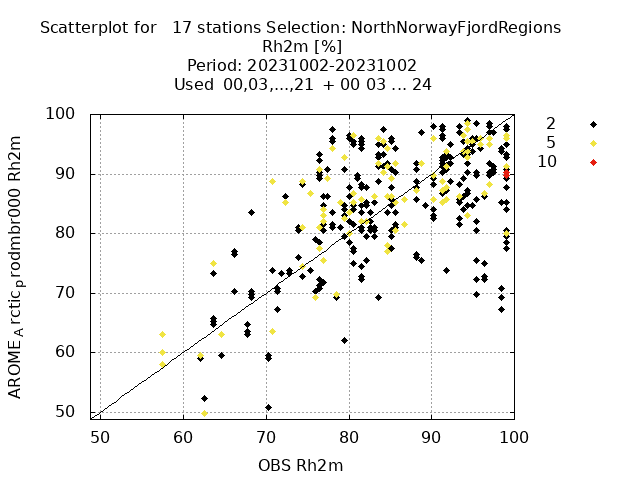 Scatterplot for   17 stations Selection: NorthNorwayFjordRegions
Rh2m [%]
Period: 20231002-20231002
Used  00,03,...,21  + 00 03 ... 24
AROME_Arctic_prodmbr000 Rh2m
100
90
80
70
60
50
50 60 70 80 90 100
OBS Rh2m
2
5
10